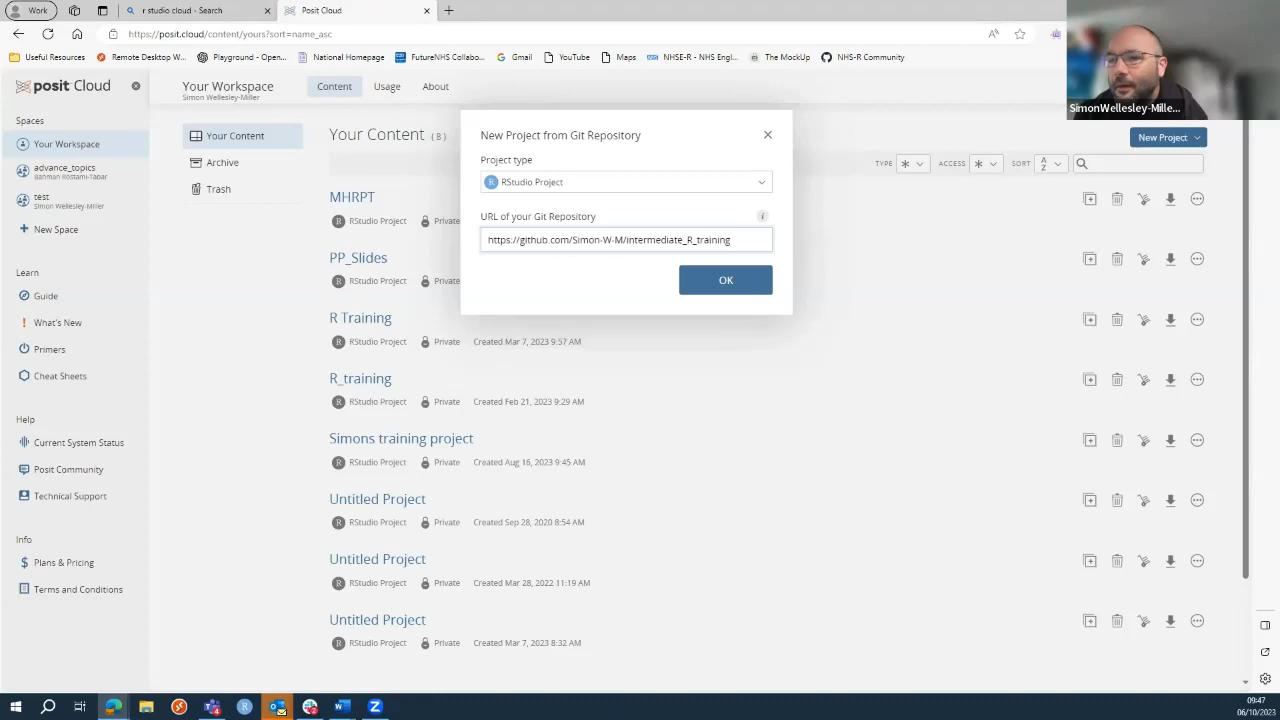 Work
r studio cloud - Search
Posit Cloud
https://posit.cloud/content/yours?sort=name_asc
Useful Resources
Remote Desktop W...
Playground - Open...
National Homepage
FutureNHS Collabo...
Gmail
YouTube
Maps
NHSE-R - NHS Engl...
The MockUp
NHS-R Community
SimonWellesley-Mille...
posit Cloud
Your Workspace
Simon Wellesley-Miller
Content
Usage
About
Spaces
Your Workspace
advance_topics
Bahman Rostami-Tabar
test
Simon Wellesley-Miller
New Space
Learn
Guide
What's New
Primers
Cheat Sheets
Help
Current System Status
Posit Community
Technical Support
Info
Plans & Pricing
Terms and Conditions
Your Content
Archive
Trash
Your Content (8)
New Project
TYPE
ACCESS
SORT
A
Z
New Project from Git Repository
Project type
RStudio Project
URL of your Git Repository
https://github.com/Simon-W-M/intermediate_R_training
OK
MHRPT
RStudio Project Private
PP_Slides
RStudio Project Private
R Training
RStudio Project Private Created Mar 7, 2023 9:57 AM
R_training
RStudio Project Private Created Feb 21, 2023 9:29 AM
Simons training project
RStudio Project Private Created Aug 16, 2023 9:45 AM
Untitled Project
RStudio Project Private Created Sep 28, 2020 8:54 AM
Untitled Project
RStudio Project Private Created Mar 28, 2022 11:19 AM
Untitled Project
RStudio Project Private Created Mar 7, 2023 8:32 AM
09:47
06/10/2023